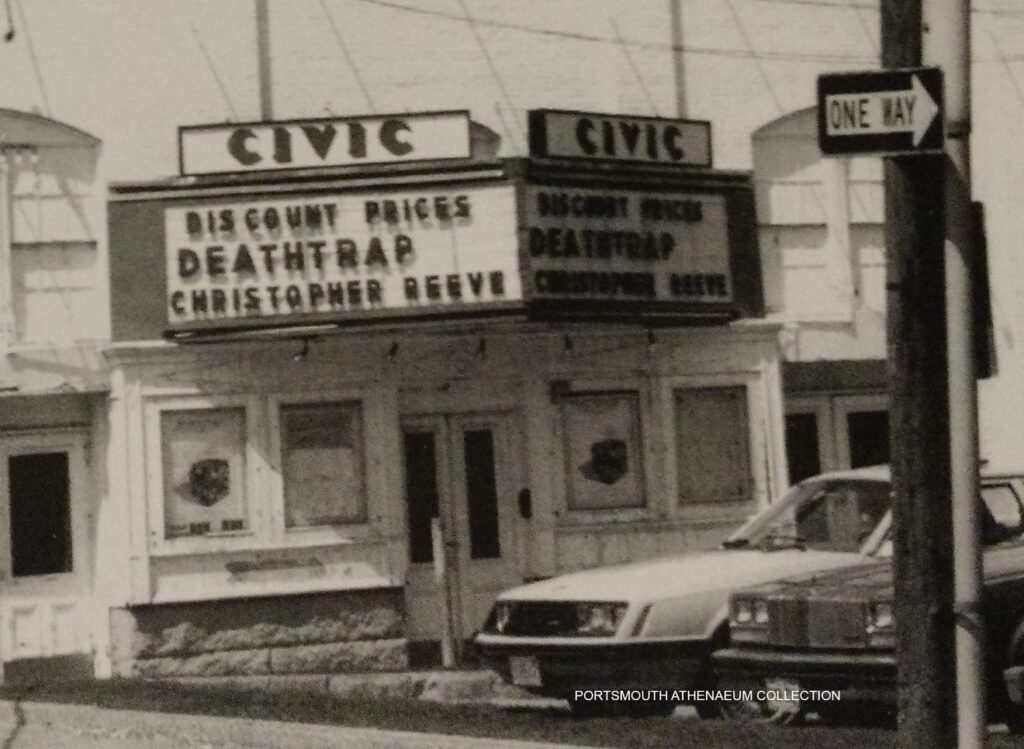 CIVIC
DISCOUNT PRICES
DEATHTRAP
CHRISTOPHER REEVE
CIVIC
DISCOUNT PRICES
DEATHTRAP
CHRISTOPHER REEVE
ONE WAY
PORTSMOUTH ATHENAEUM COLLECTION